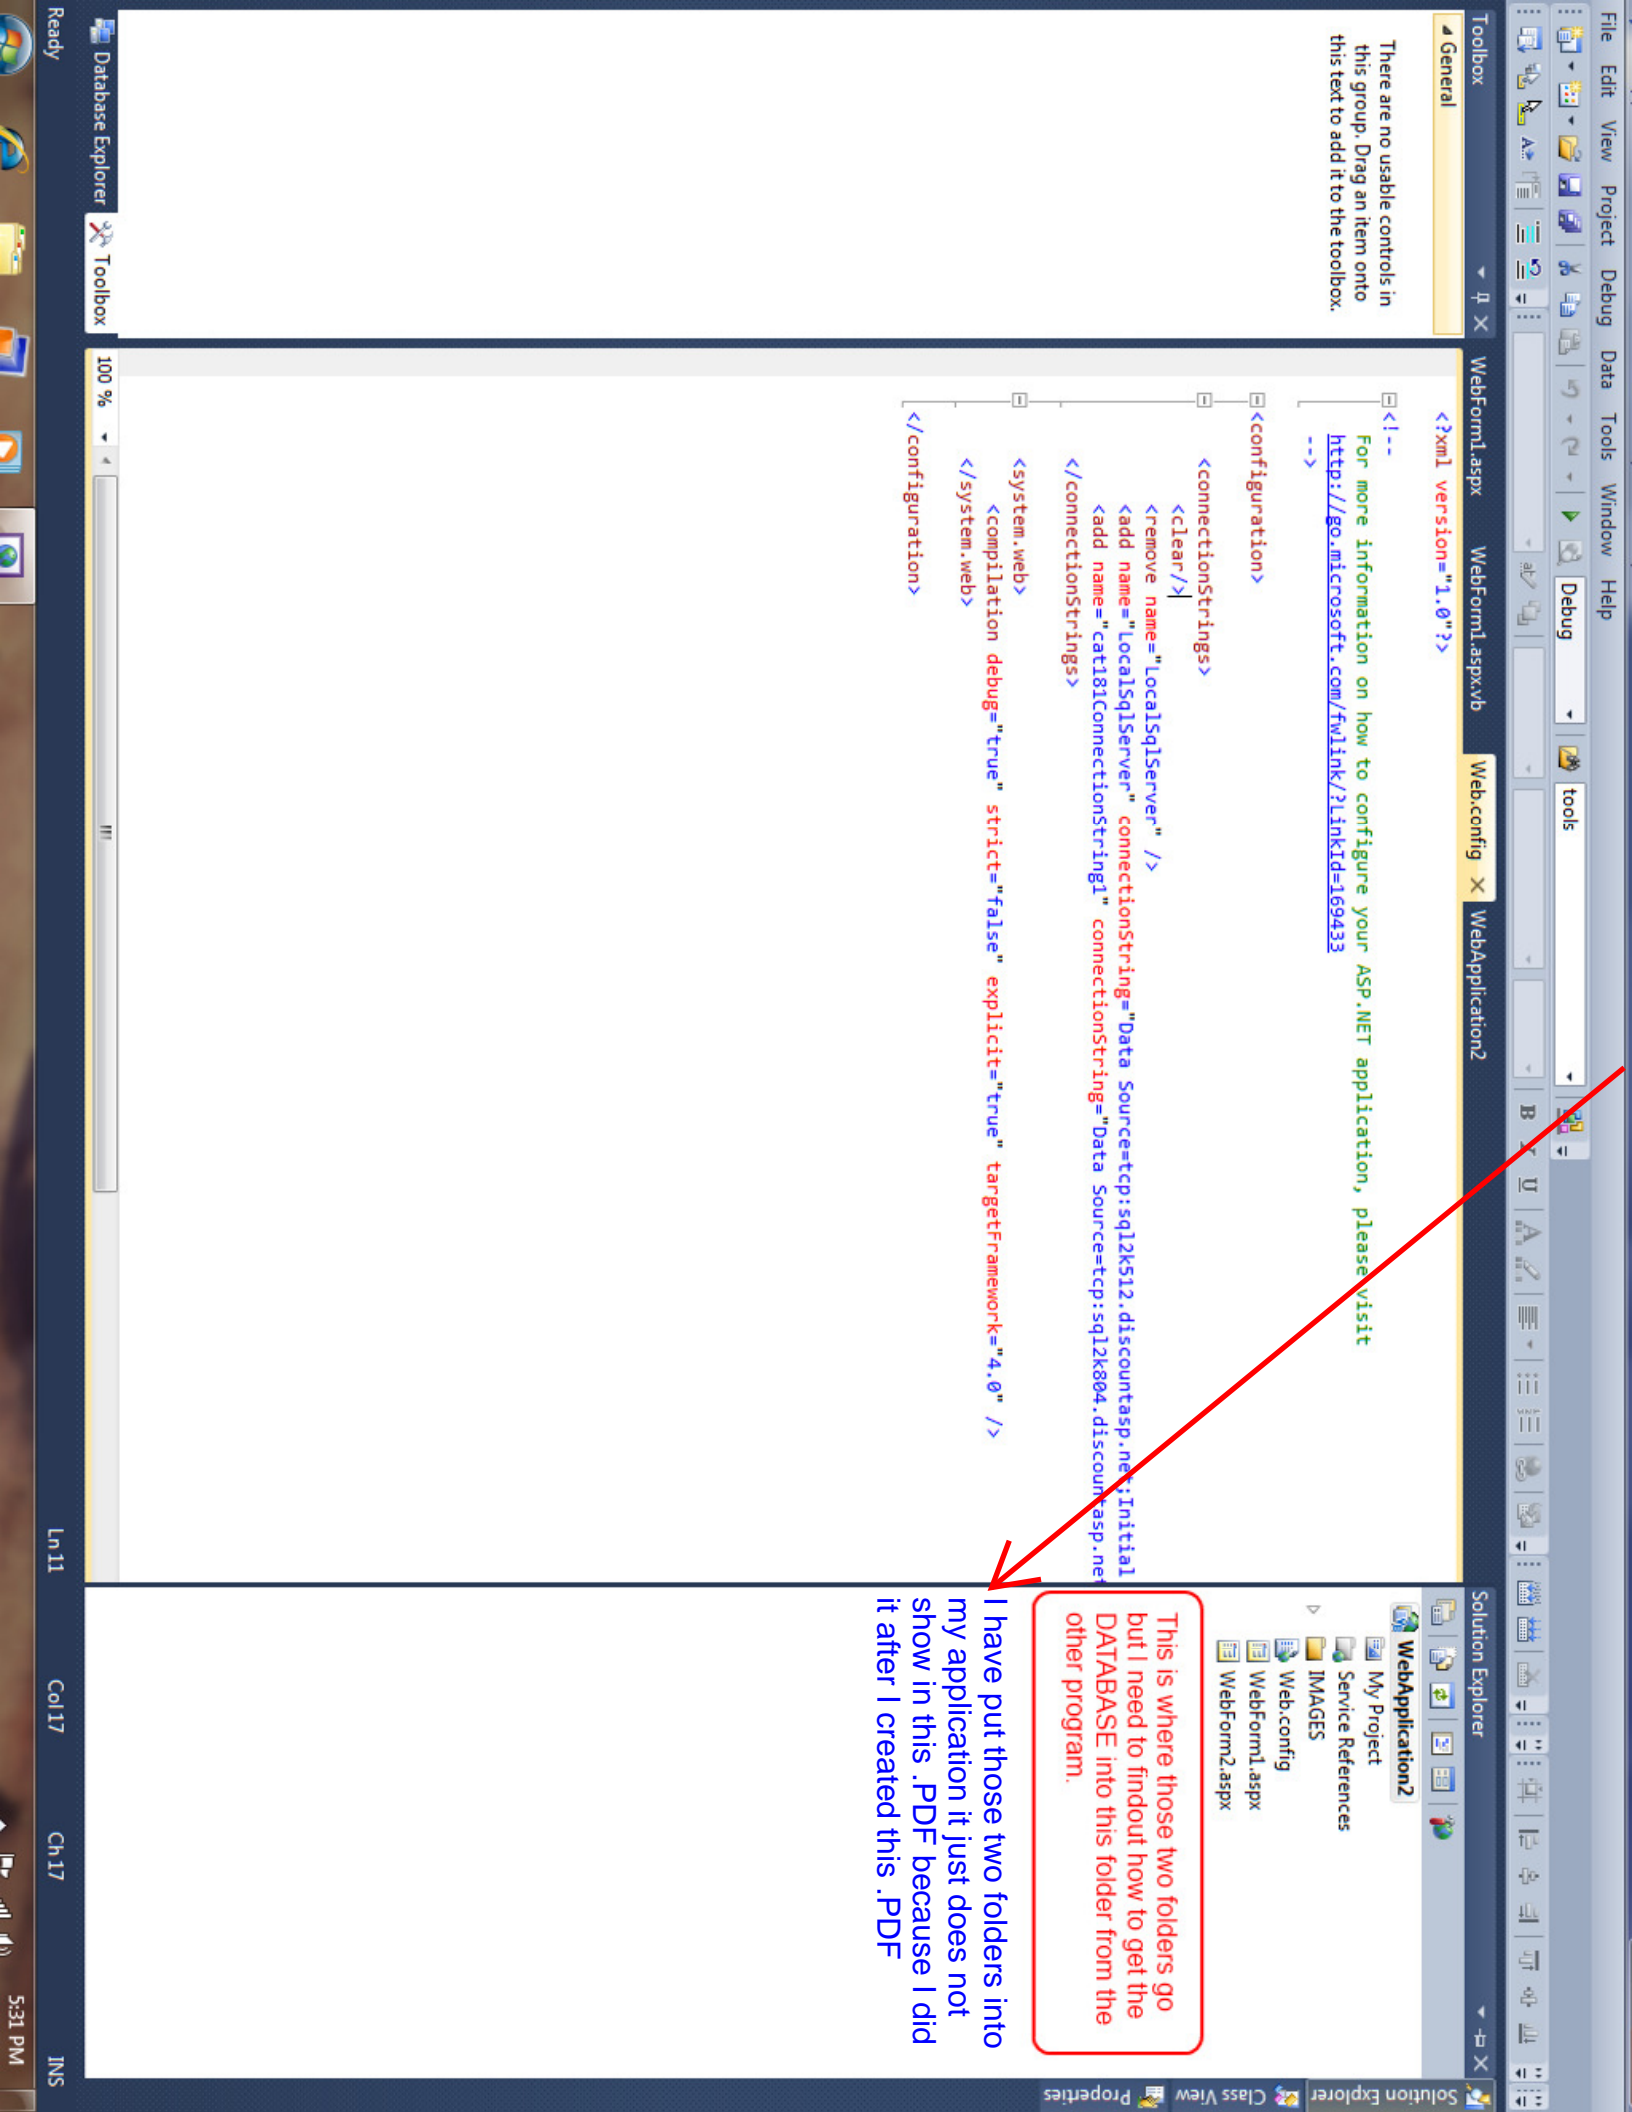 File Edit View Project Debug Data Tools Window Help
Debug tools
Toolbox
General
There are no usable controls in
this group. Drag an item onto
this text to add it to the toolbox.
Database Explorer Toolbox
WebForm1.aspx WebForm1.aspx.vb Web.config WebApplication2
<?xml version="1.0"?>
<!--
For more information on how to configure your ASP.NET application, please visit
http://go.microsoft.com/fwlink/?LinkId=169433
-->
<configuration>
<connectionStrings>
<clear/>
<remove name="LocalSqlServer" />
<add name="LocalSqlServer" connectionString="Data Source=tcp:sql2k512.discountasp.net;Initial
<add name="cat181ConnectionString1" connectionString="Data Source=tcp:sql2k804.discountasp.net
</connectionStrings>
<system.web>
<compilation debug="true" strict="false" explicit="true" targetFramework="4.0" />
</system.web>
</configuration>
100 %
Solution Explorer
WebApplication2
My Project
Service References
IMAGES
Web.config
WebForm1.aspx
WebForm2.aspx
This is where those two folders go
but I need to findout how to get the
DATABASE into this folder from the
other program.
I have put those two folders into
my application it just does not
show in this .PDF because I did
it after I created this .PDF
Solution Explorer Class View Properties
Ready Ln 11 Col 17 Ch 17 INS
5:31 PM